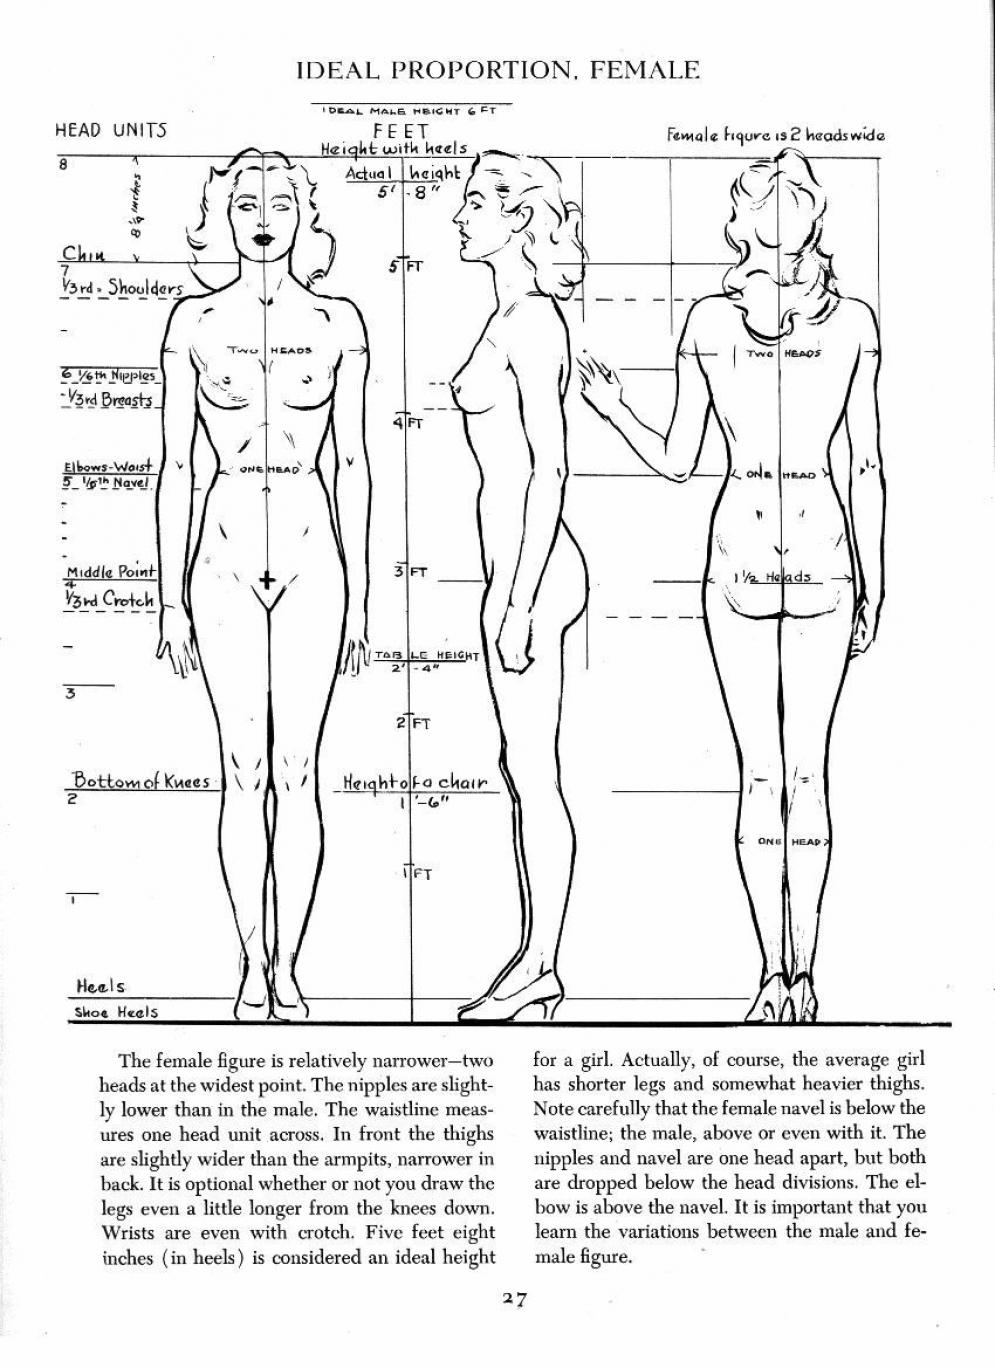 IDEAL PROPORTION, FEMALE
IDEAL MALE HEIGHT 6 FT
HEAD UNITS
FEET
Female figure is 2 heads wide
Height with heels
8
Actual height
5' - 8"
8 ½ inches
Chin
7
5 FT
⅓rd - Shoulders
TWO HEADS
TWO HEADS
6 ⅙th Nipples
⅓rd Breasts
4 FT
Elbows-Waist
ONE HEAD
ONE HEAD
5 ⅙th Navel
Middle Point
3 FT
1 ½ Heads
4
⅓rd Crotch
TABLE HEIGHT
2' - 4"
3
2 FT
Bottom of Knees
Height of a chair
2
1' - 6"
ONE HEAD
1 FT
1
Heels
Shoe Heels
The female figure is relatively narrower—two
heads at the widest point. The nipples are slight-
ly lower than in the male. The waistline meas-
ures one head unit across. In front the thighs
are slightly wider than the armpits, narrower in
back. It is optional whether or not you draw the
legs even a little longer from the knees down.
Wrists are even with crotch. Five feet eight
inches (in heels) is considered an ideal height
for a girl. Actually, of course, the average girl
has shorter legs and somewhat heavier thighs.
Note carefully that the female navel is below the
waistline; the male, above or even with it. The
nipples and navel are one head apart, but both
are dropped below the head divisions. The el-
bow is above the navel. It is important that you
learn the variations between the male and fe-
male figure.
27